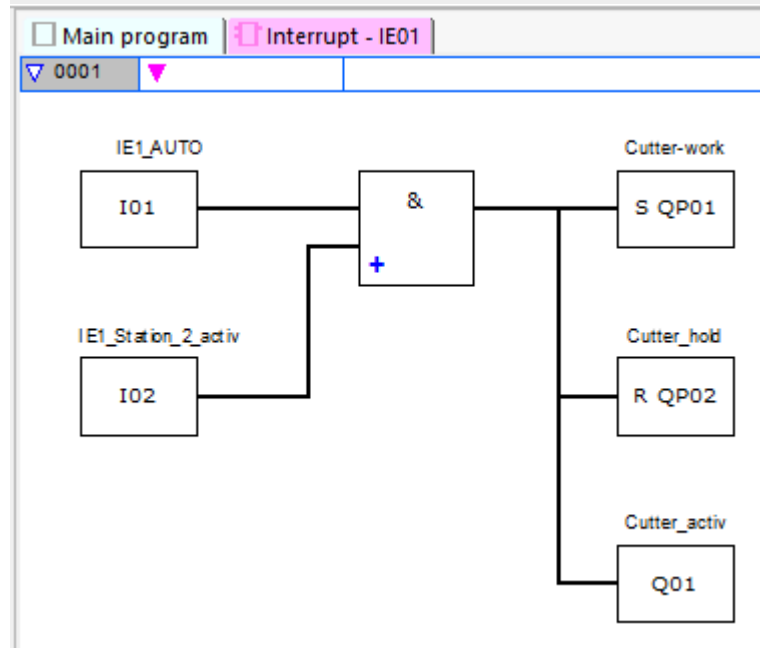 Main program
Interrupt - IE01
0001
IE1_AUTO
Cutter-work
I01
&
S QP01
+
IE1_Station_2_activ
Cutter_hold
I02
R QP02
Cutter_activ
Q01